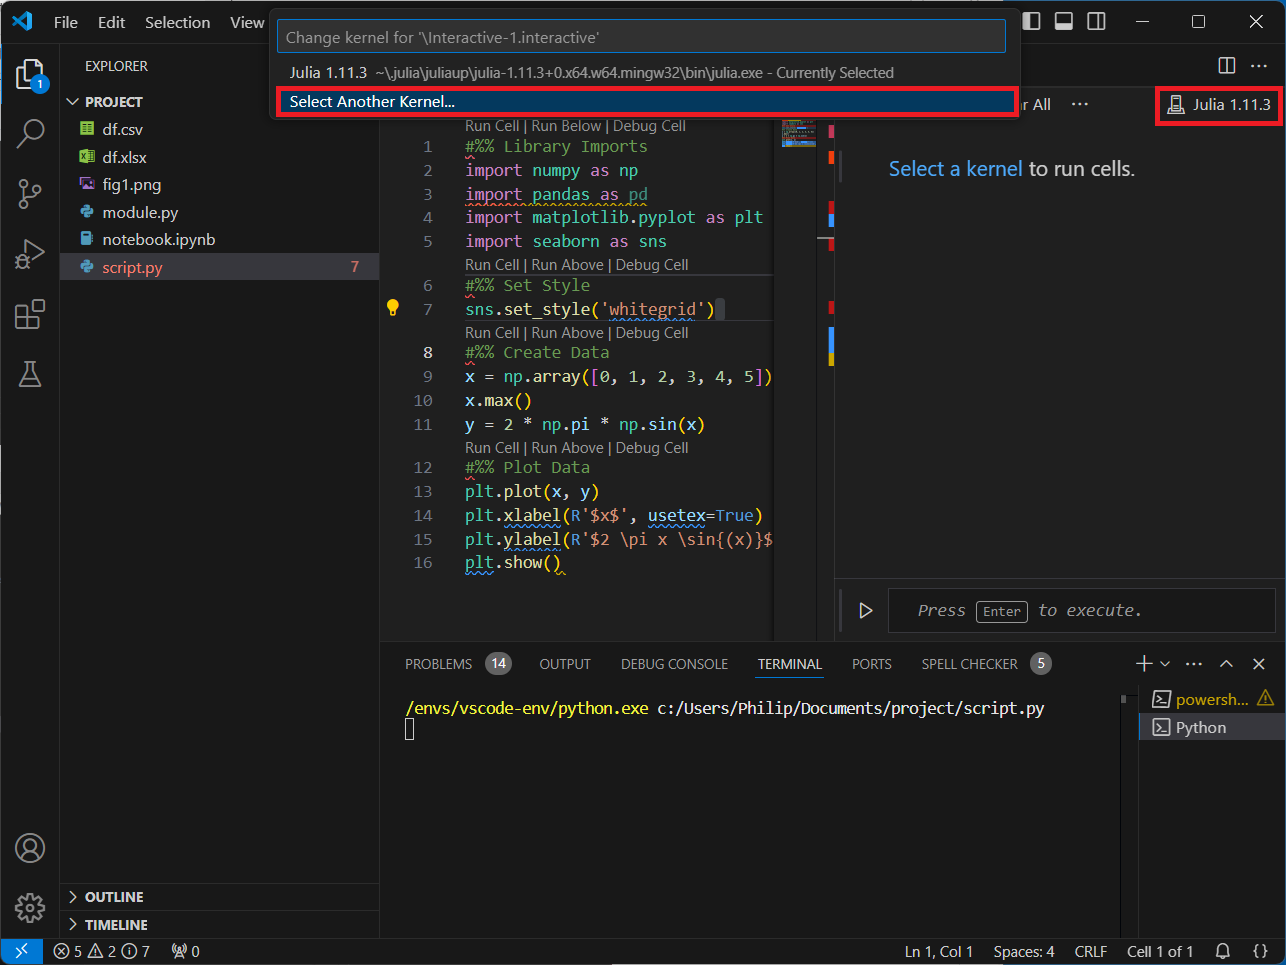 File Edit Selection View
Change kernel for '\Interactive-1.interactive'
Julia 1.11.3 ~\.julia\juliaup\julia-1.11.3+0.x64.w64.mingw32\bin\julia.exe - Currently Selected
Select Another Kernel...
EXPLORER
PROJECT
df.csv
df.xlsx
fig1.png
module.py
notebook.ipynb
script.py 7
OUTLINE
TIMELINE
Run Cell | Run Below | Debug Cell
1 #%% Library Imports
2 import numpy as np
3 import pandas as pd
4 import matplotlib.pyplot as plt
5 import seaborn as sns
Run Cell | Run Above | Debug Cell
6 #%% Set Style
7 sns.set_style('whitegrid')
Run Cell | Run Above | Debug Cell
8 #%% Create Data
9 x = np.array([0, 1, 2, 3, 4, 5])
10 x.max()
11 y = 2 * np.pi * np.sin(x)
Run Cell | Run Above | Debug Cell
12 #%% Plot Data
13 plt.plot(x, y)
14 plt.xlabel(R'$x$', usetex=True)
15 plt.ylabel(R'$2 \pi x \sin{(x)}$
16 plt.show()
r All ···
Julia 1.11.3
Select a kernel to run cells.
Press Enter to execute.
PROBLEMS 14 OUTPUT DEBUG CONSOLE TERMINAL PORTS SPELL CHECKER 5
/envs/vscode-env/python.exe c:/Users/Philip/Documents/project/script.py
powersh...
Python
1
5 2 7 0
Ln 1, Col 1 Spaces: 4 CRLF Cell 1 of 1 {}